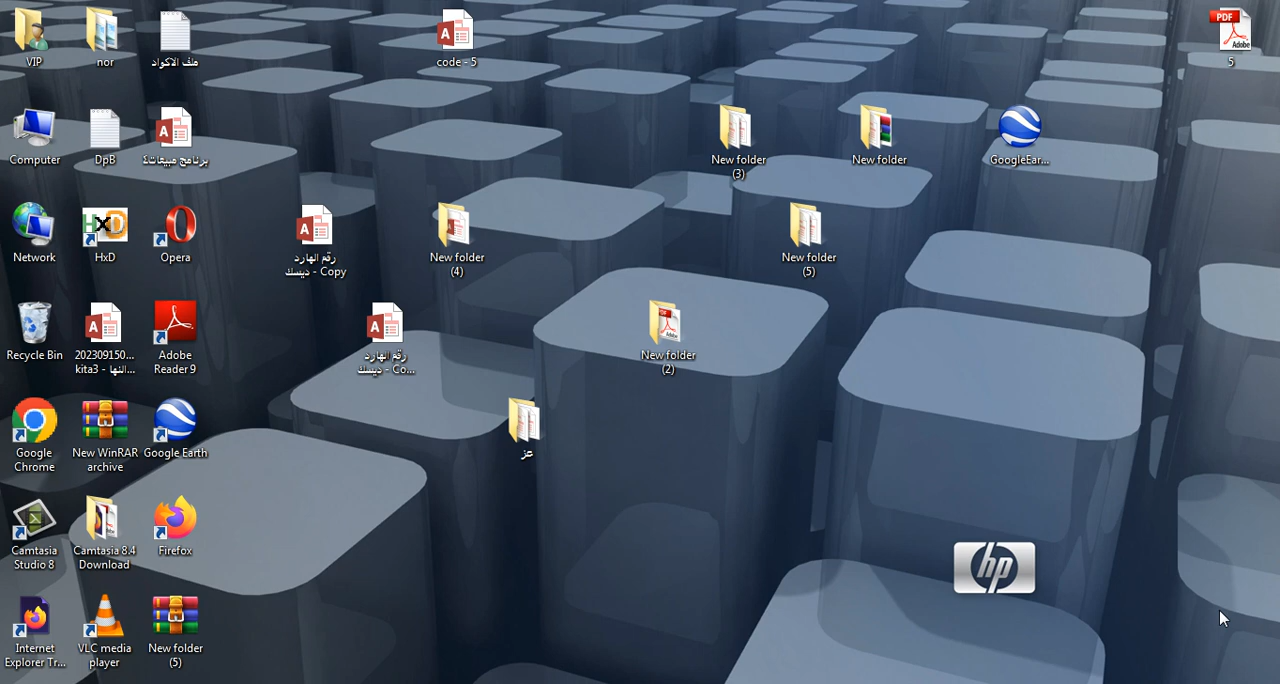 VIP
nor
ملف الاكواد
code - 5
PDF
Adobe
5
Computer
DpB
برنامج مبيعات٤
New folder
(3)
New folder
GoogleEar...
Network
HxD
Opera
رقم الهارد
ديسك - Copy
New folder
(4)
New folder
(5)
Recycle Bin
202309150...
kita3 - النها...
Adobe
Reader 9
رقم الهارد
ديسك - Co...
New folder
(2)
Google
Chrome
New WinRAR
archive
Google Earth
عز
Camtasia
Studio 8
Camtasia 8.4
Download
Firefox
hp
Internet
Explorer Tr...
VLC media
player
New folder
(5)